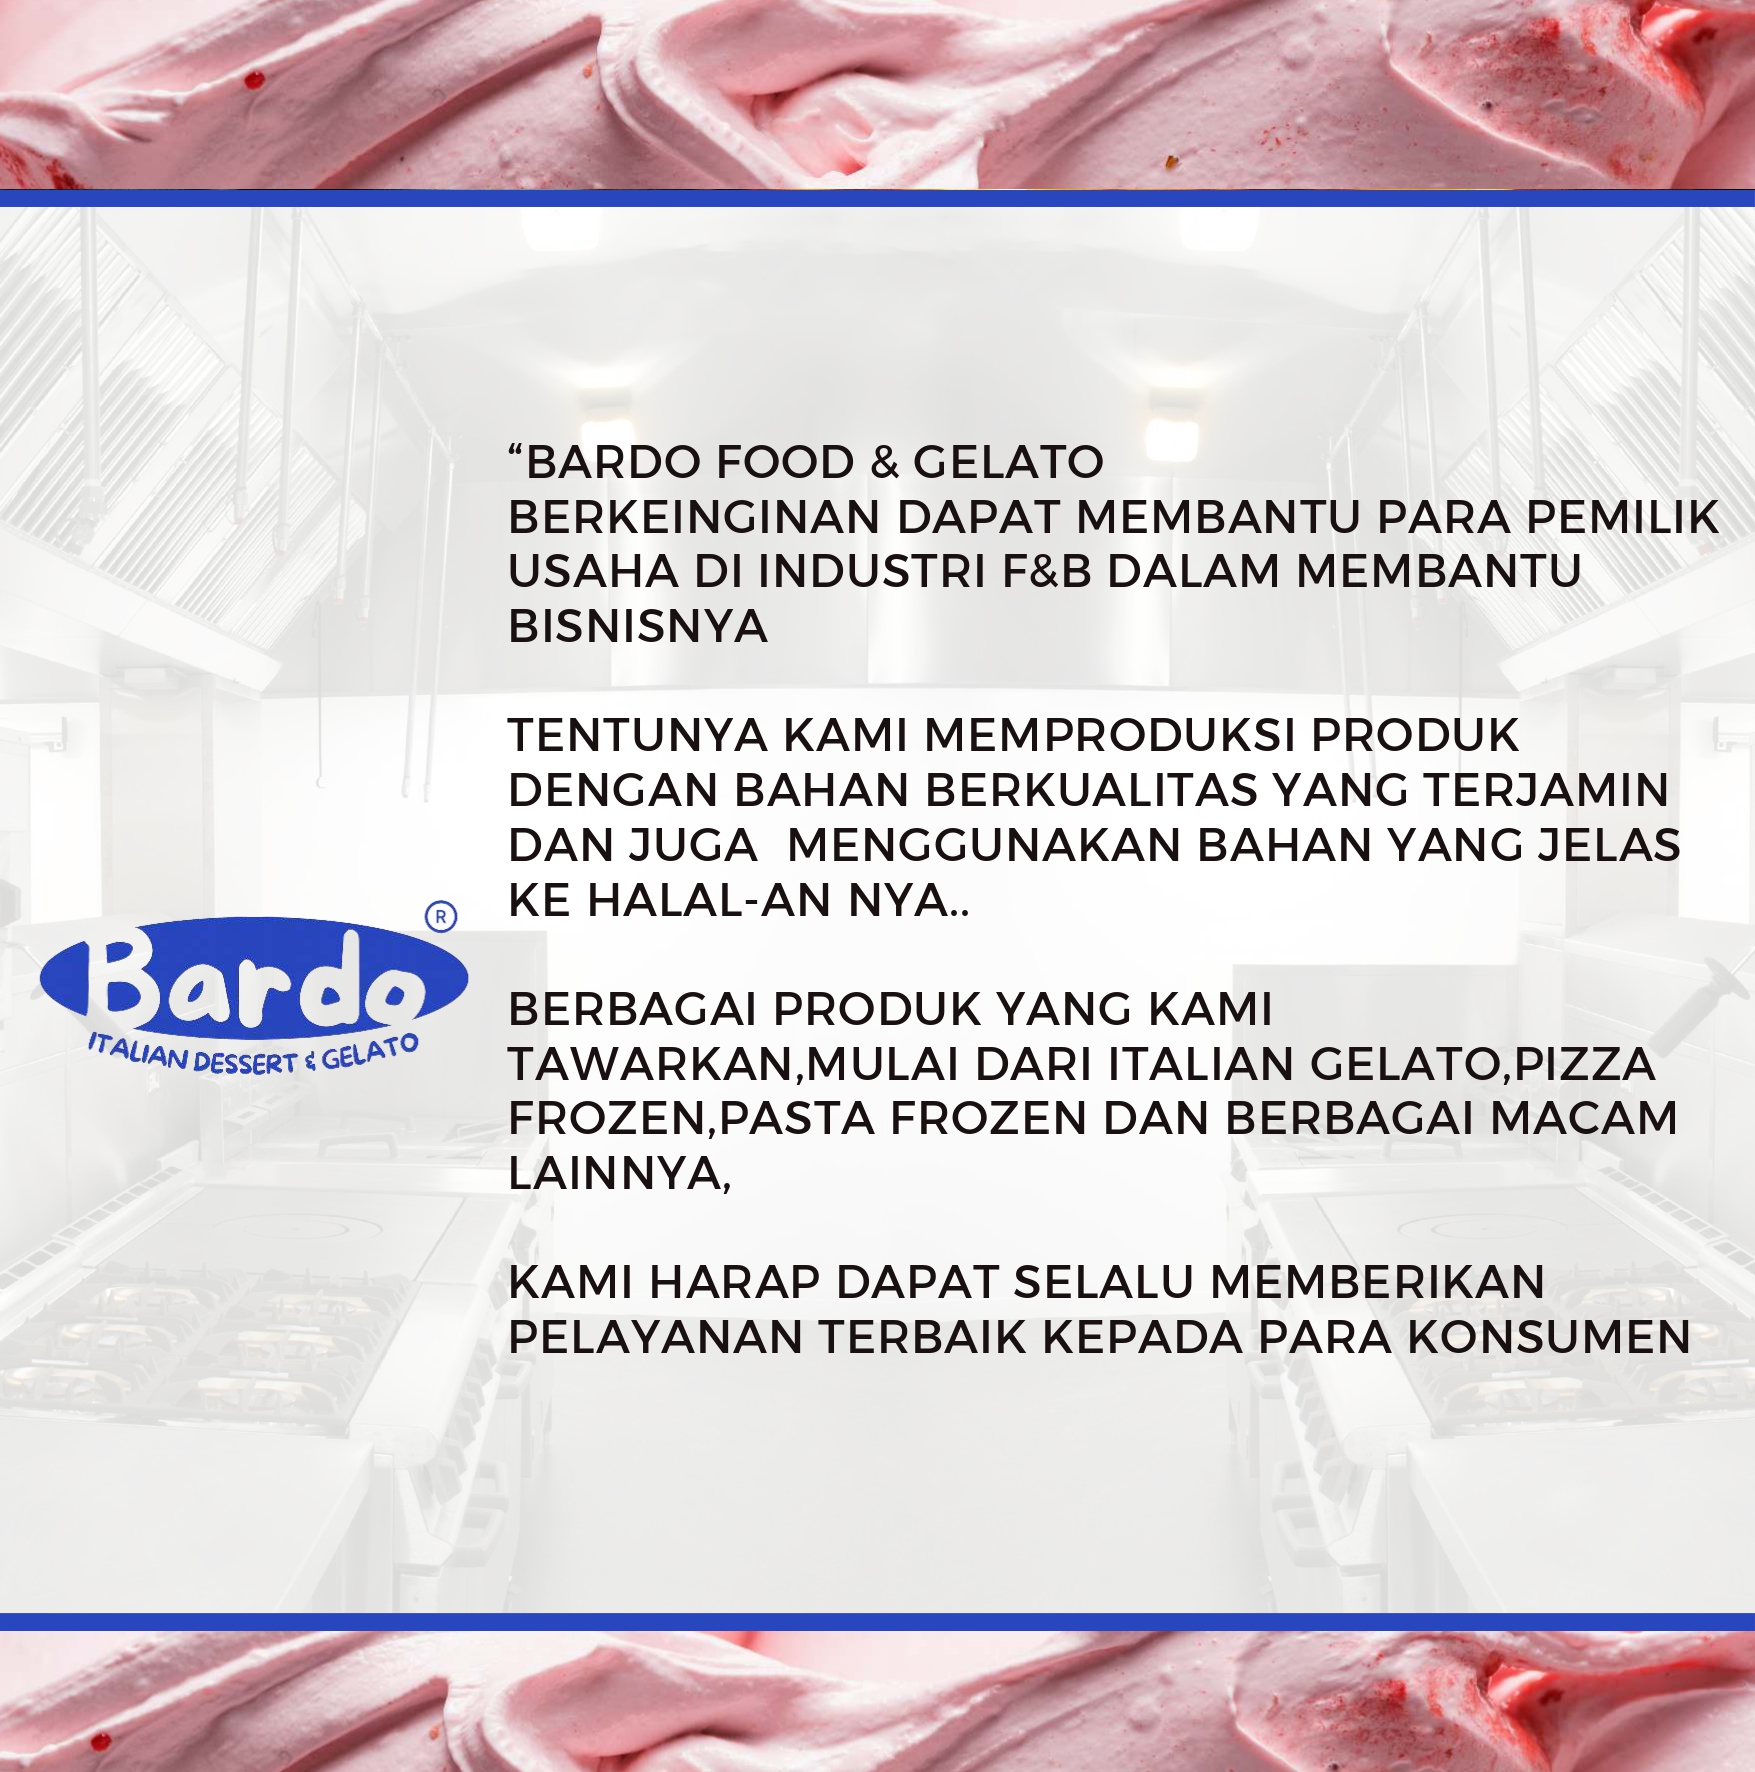 “BARDO FOOD & GELATO
BERKEINGINAN DAPAT MEMBANTU PARA PEMILIK
USAHA DI INDUSTRI F&B DALAM MEMBANTU
BISNISNYA
TENTUNYA KAMI MEMPRODUKSI PRODUK
DENGAN BAHAN BERKUALITAS YANG TERJAMIN
DAN JUGA  MENGGUNAKAN BAHAN YANG JELAS
KE HALAL-AN NYA..
BERBAGAI PRODUK YANG KAMI
TAWARKAN,MULAI DARI ITALIAN GELATO,PIZZA
FROZEN,PASTA FROZEN DAN BERBAGAI MACAM
LAINNYA,
KAMI HARAP DAPAT SELALU MEMBERIKAN
PELAYANAN TERBAIK KEPADA PARA KONSUMEN
Bardo ®
ITALIAN DESSERT & GELATO